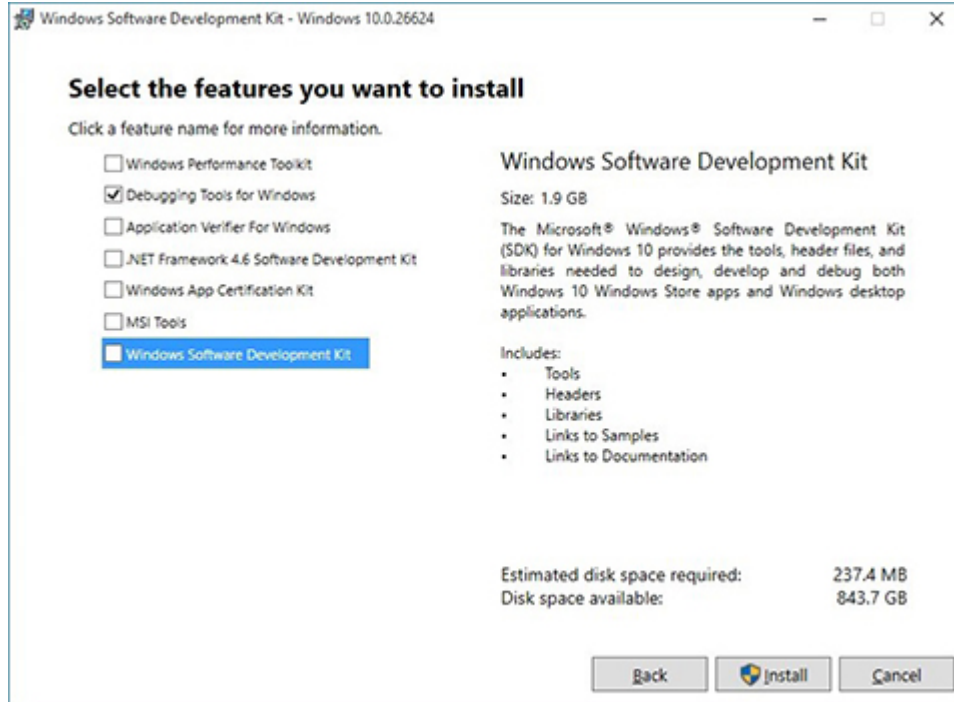 Windows Software Development Kit - Windows 10.0.26624
Select the features you want to install
Click a feature name for more information.
Windows Performance Toolkit
Debugging Tools for Windows
Application Verifier For Windows
.NET Framework 4.6 Software Development Kit
Windows App Certification Kit
MSI Tools
Windows Software Development Kit
Windows Software Development Kit
Size: 1.9 GB
The Microsoft® Windows® Software Development Kit
(SDK) for Windows 10 provides the tools, header files, and
libraries needed to design, develop and debug both
Windows 10 Windows Store apps and Windows desktop
applications.
Includes:
• Tools
• Headers
• Libraries
• Links to Samples
• Links to Documentation
Estimated disk space required: 237.4 MB
Disk space available: 843.7 GB
Back Install Cancel